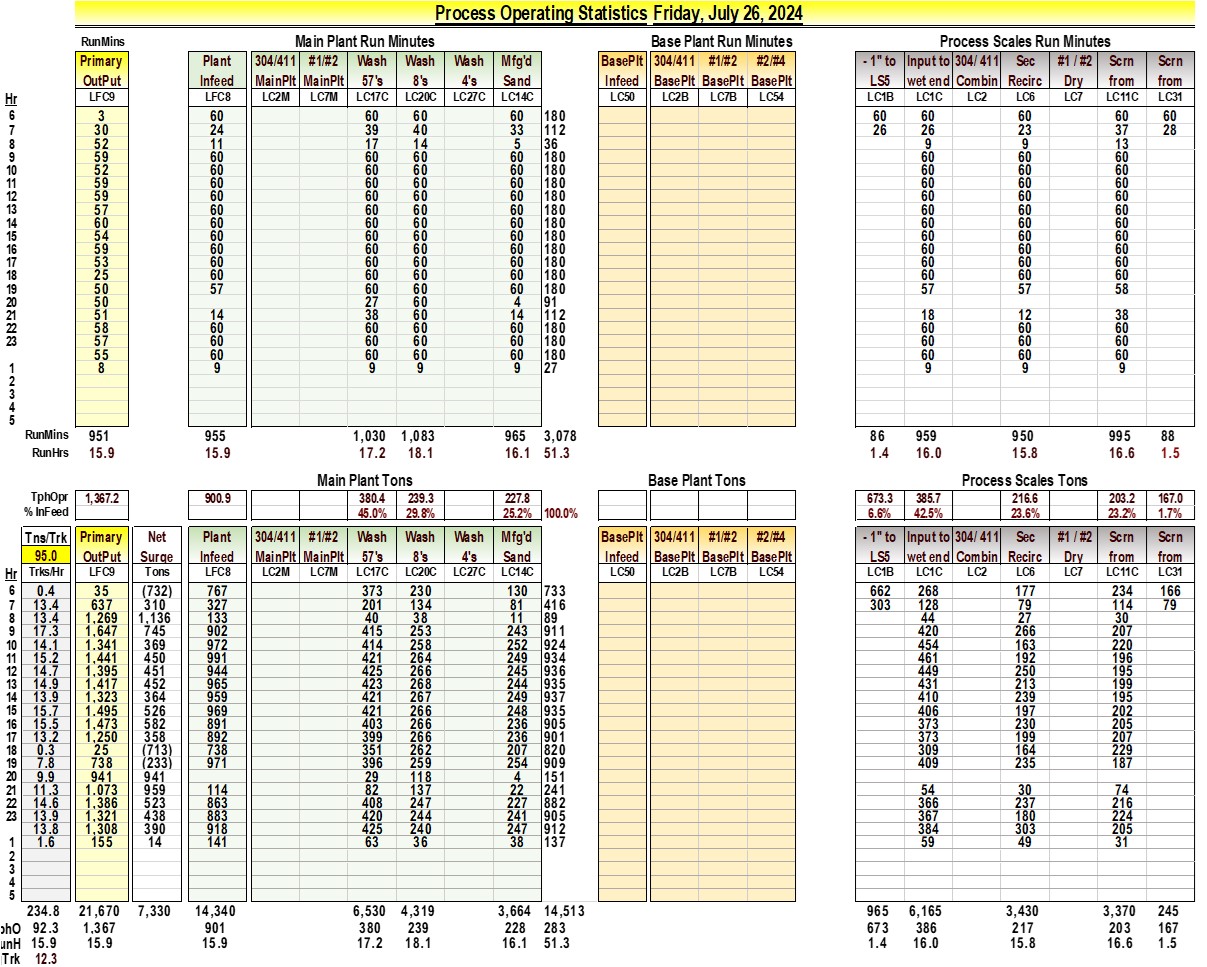 Process Operating Statistics Friday, July 26, 2024
RunMins Main Plant Run Minutes Base Plant Run Minutes Process Scales Run Minutes
Primary Plant 304/411 #1/#2 Wash Wash Wash Mfg'd BasePlt 304/411 #1/#2 #2/#4 - 1" to Input to 304/ 411 Sec #1 / #2 Scrn Scrn
OutPut Infeed MainPlt MainPlt 57's 8's 4's Sand Infeed BasePlt BasePlt BasePlt LS5 wet end Combin Recirc Dry from from
Hr LFC9 LFC8 LC2M LC7M LC17C LC20C LC27C LC14C LC50 LC2B LC7B LC54 LC1B LC1C LC2 LC6 LC7 LC11C LC31
6 3 60 60 60 60 180 60 60 60 60 60
7 30 24 39 40 33 112 26 26 23 37 28
8 52 11 17 14 5 36 9 9 13
9 59 60 60 60 60 180 60 60 60
10 52 60 60 60 60 180 60 60 60
11 59 60 60 60 60 180 60 60 60
12 59 60 60 60 60 180 60 60 60
13 57 60 60 60 60 180 60 60 60
14 60 60 60 60 60 180 60 60 60
15 54 60 60 60 60 180 60 60 60
16 59 60 60 60 60 180 60 60 60
17 53 60 60 60 60 180 60 60 60
18 25 60 60 60 60 180 60 60 60
19 50 57 60 60 60 180 57 57 58
20 50 27 60 4 91
21 51 14 38 60 14 112 18 12 38
22 58 60 60 60 60 180 60 60 60
23 57 60 60 60 60 180 60 60 60
55 60 60 60 60 180 60 60 60
1 8 9 9 9 9 27 9 9 9
2
3
4
5
RunMins 951 955 1,030 1,083 965 3,078 86 959 950 995 88
RunHrs 15.9 15.9 17.2 18.1 16.1 51.3 1.4 16.0 15.8 16.6 1.5
Main Plant Tons Base Plant Tons Process Scales Tons
TphOpr 1,367.2 900.9 380.4 239.3 227.8 673.3 385.7 216.6 203.2 167.0
% InFeed 45.0% 29.8% 25.2% 100.0% 6.6% 42.5% 23.6% 23.2% 1.7%
Tns/Trk Primary Net Plant 304/411 #1/#2 Wash Wash Wash Mfg'd BasePlt 304/411 #1/#2 #2/#4 - 1" to Input to 304/ 411 Sec #1 / #2 Scrn Scrn
95.0 OutPut Surge Infeed MainPlt MainPlt 57's 8's 4's Sand Infeed BasePlt BasePlt BasePlt LS5 wet end Combin Recirc Dry from from
Hr Trks/Hr LFC9 Tons LFC8 LC2M LC7M LC17C LC20C LC27C LC14C LC50 LC2B LC7B LC54 LC1B LC1C LC2 LC6 LC7 LC11C LC31
6 0.4 35 (732) 767 373 230 130 733 662 268 177 234 166
7 13.4 637 310 327 201 134 81 416 303 128 79 114 79
8 13.4 1,269 1,136 133 40 38 11 89 44 27 30
9 17.3 1,647 745 902 415 253 243 911 420 266 207
10 14.1 1,341 369 972 414 258 252 924 454 163 220
11 15.2 1,441 450 991 421 264 249 934 461 192 196
12 14.7 1,395 451 944 425 266 245 936 449 250 195
13 14.9 1,417 452 965 423 268 244 935 431 213 199
14 13.9 1,323 364 959 421 267 249 937 410 239 195
15 15.7 1,495 526 969 421 266 248 935 406 197 202
16 15.5 1,473 582 891 403 266 236 905 373 230 205
17 13.2 1,250 358 892 399 266 236 901 373 199 207
18 0.3 25 (713) 738 351 262 207 820 309 164 229
19 7.8 738 (233) 971 396 259 254 909 409 235 187
20 9.9 941 941 29 118 4 151
21 11.3 1,073 959 114 82 137 22 241 54 30 74
22 14.6 1,386 523 863 408 247 227 882 366 237 216
23 13.9 1,321 438 883 420 244 241 905 367 180 224
13.8 1,308 390 918 425 240 247 912 384 303 205
1 1.6 155 14 141 63 36 38 137 59 49 31
2
3
4
5
234.8 21,670 7,330 14,340 6,530 4,319 3,664 14,513 965 6,165 3,430 3,370 245
phO 92.3 1,367 901 380 239 228 283 673 386 217 203 167
unH 15.9 15.9 15.9 17.2 18.1 16.1 51.3 1.4 16.0 15.8 16.6 1.5
Trk 12.3